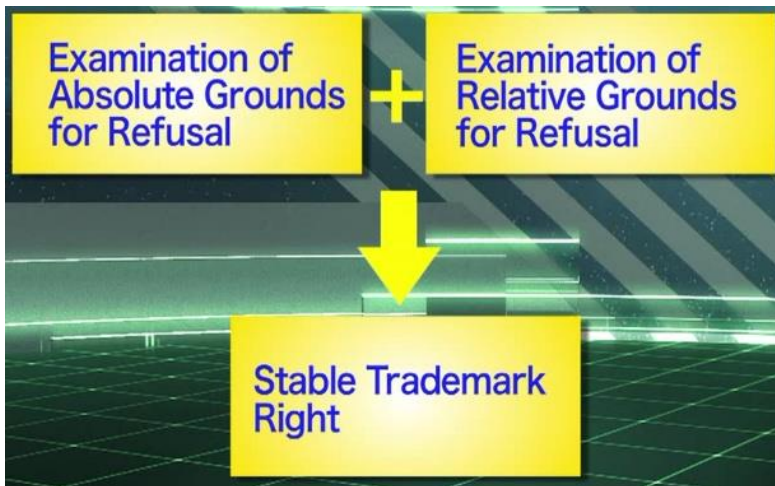 Examination of
Absolute Grounds
for Refusal
+
Examination of
Relative Grounds
for Refusal
Stable Trademark
Right